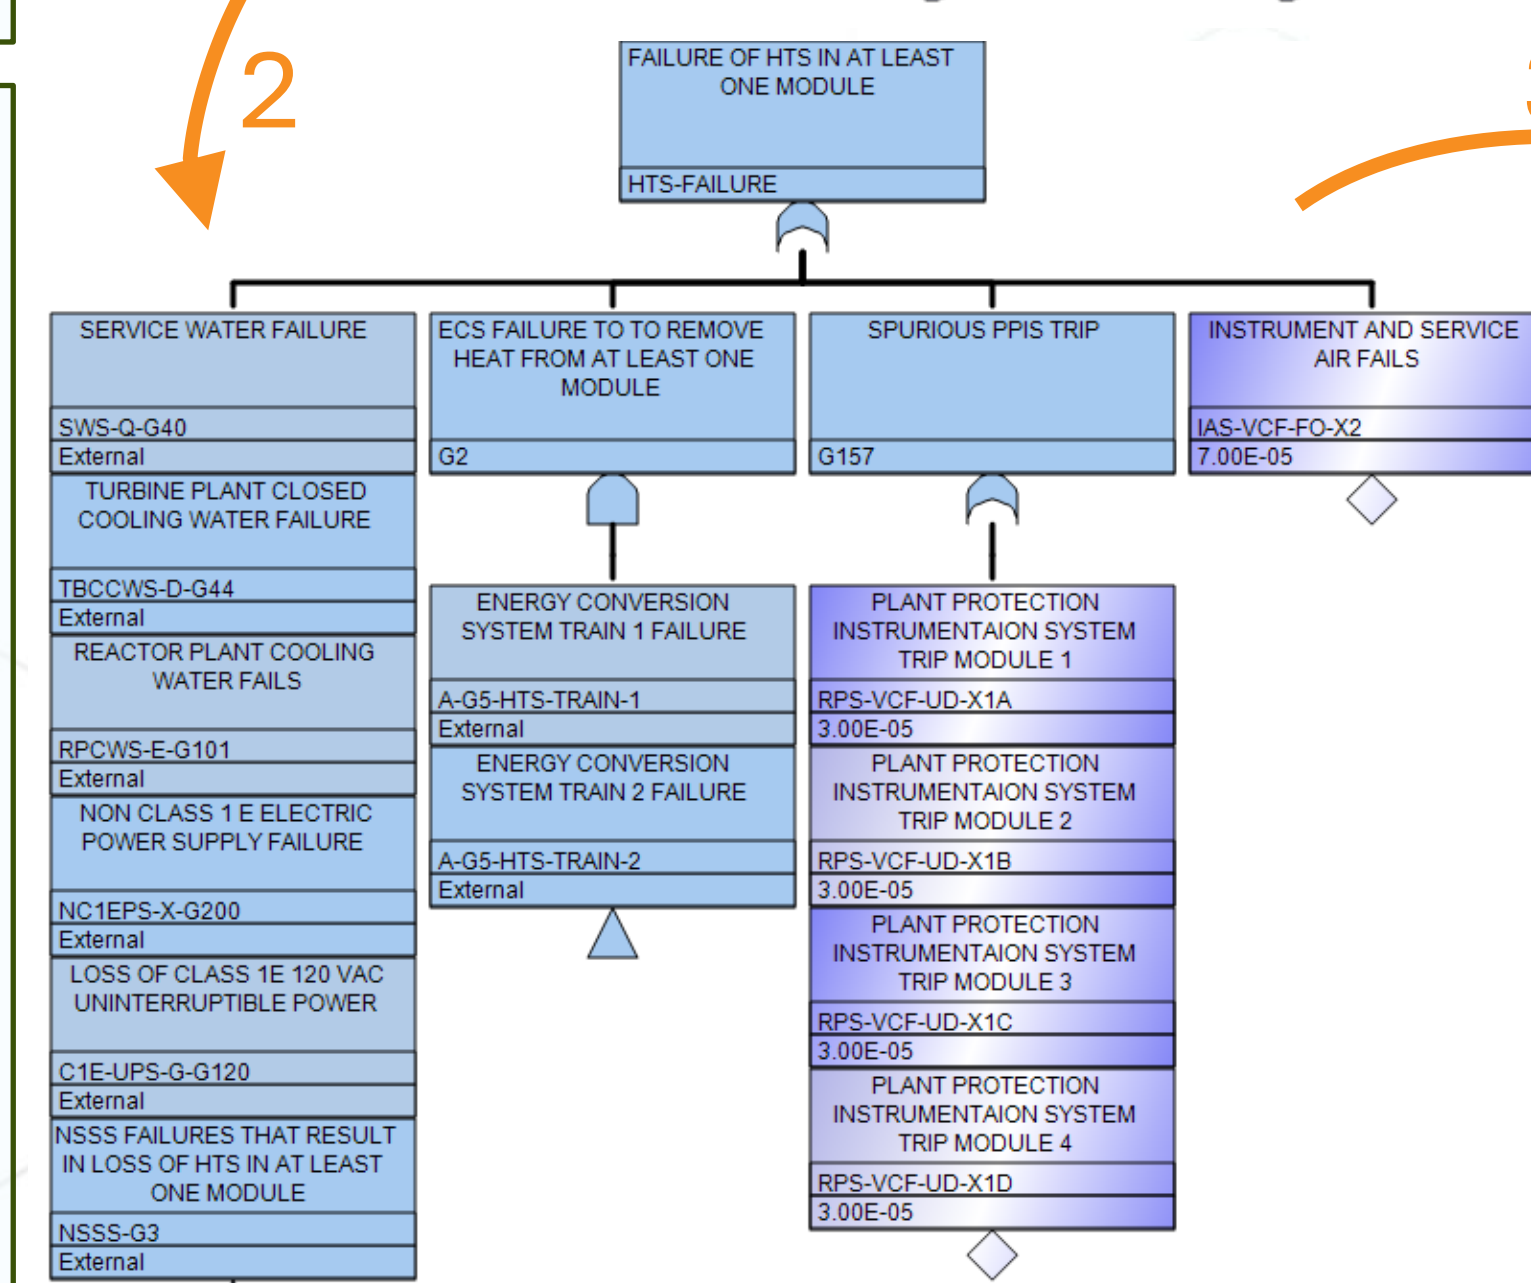 2
FAILURE OF HTS IN AT LEAST
ONE MODULE
HTS-FAILURE
SERVICE WATER FAILURE
SWS-Q-G40
External
TURBINE PLANT CLOSED
COOLING WATER FAILURE
TBCCWS-D-G44
External
REACTOR PLANT COOLING
WATER FAILS
RPCWS-E-G101
External
NON CLASS 1 E ELECTRIC
POWER SUPPLY FAILURE
NC1EPS-X-G200
External
LOSS OF CLASS 1E 120 VAC
UNINTERRUPTIBLE POWER
C1E-UPS-G-G120
External
NSSS FAILURES THAT RESULT
IN LOSS OF HTS IN AT LEAST
ONE MODULE
NSSS-G3
External
ECS FAILURE TO TO REMOVE
HEAT FROM AT LEAST ONE
MODULE
G2
ENERGY CONVERSION
SYSTEM TRAIN 1 FAILURE
A-G5-HTS-TRAIN-1
External
ENERGY CONVERSION
SYSTEM TRAIN 2 FAILURE
A-G5-HTS-TRAIN-2
External
SPURIOUS PPIS TRIP
G157
PLANT PROTECTION
INSTRUMENTAION SYSTEM
TRIP MODULE 1
RPS-VCF-UD-X1A
3.00E-05
PLANT PROTECTION
INSTRUMENTAION SYSTEM
TRIP MODULE 2
RPS-VCF-UD-X1B
3.00E-05
PLANT PROTECTION
INSTRUMENTAION SYSTEM
TRIP MODULE 3
RPS-VCF-UD-X1C
3.00E-05
PLANT PROTECTION
INSTRUMENTAION SYSTEM
TRIP MODULE 4
RPS-VCF-UD-X1D
3.00E-05
INSTRUMENT AND SERVICE
AIR FAILS
IAS-VCF-FO-X2
7.00E-05